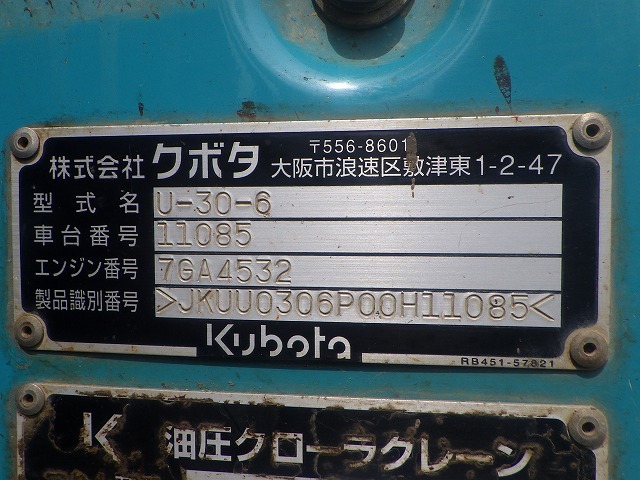 株式会社クボタ 〒556-8601
大阪市浪速区敷津東1-2-47
型式名 U-30-6
車台番号 11085
エンジン番号 7GA4532
製品識別番号 >JKUU0306P00H11085<
Kubota
RB451-57821
K 油圧クローラクレーン